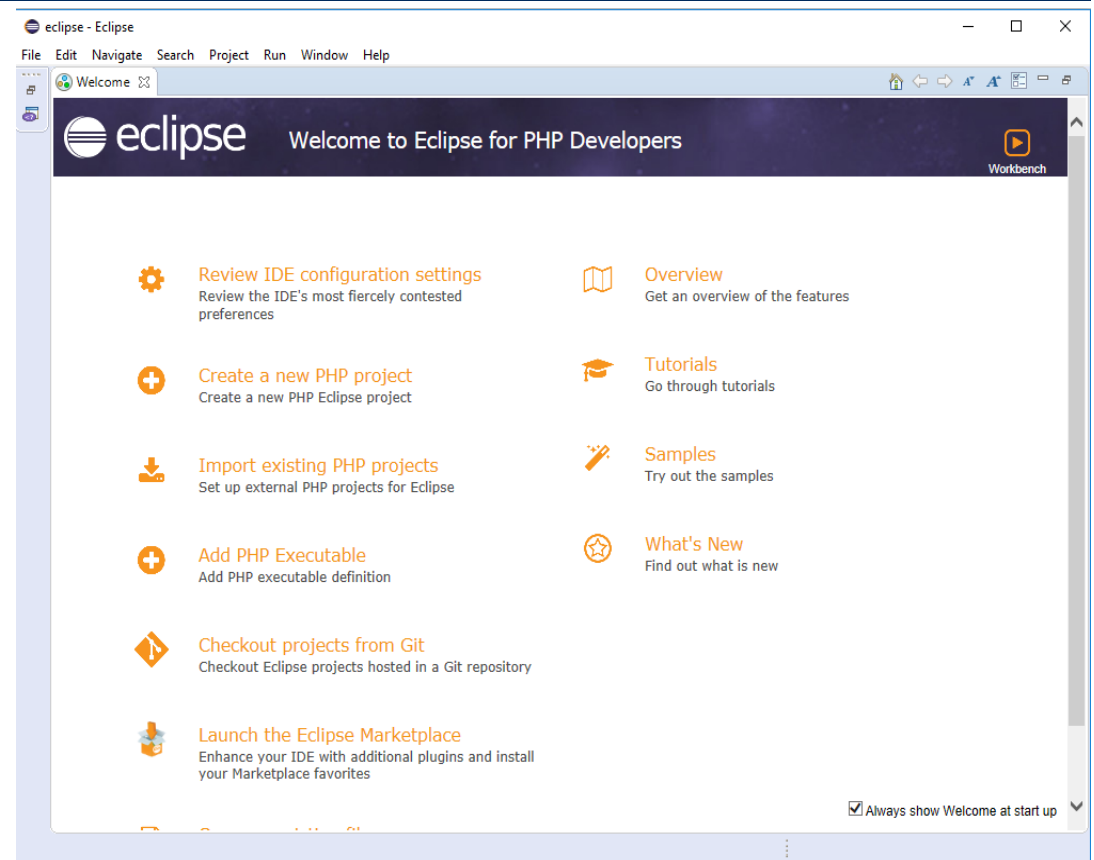 eclipse - Eclipse
File Edit Navigate Search Project Run Window Help
Welcome
eclipse
Welcome to Eclipse for PHP Developers
Workbench
Review IDE configuration settings
Review the IDE's most fiercely contested
preferences
Create a new PHP project
Create a new PHP Eclipse project
Import existing PHP projects
Set up external PHP projects for Eclipse
Add PHP Executable
Add PHP executable definition
Checkout projects from Git
Checkout Eclipse projects hosted in a Git repository
Launch the Eclipse Marketplace
Enhance your IDE with additional plugins and install
your Marketplace favorites
Overview
Get an overview of the features
Tutorials
Go through tutorials
Samples
Try out the samples
What's New
Find out what is new
Always show Welcome at start up